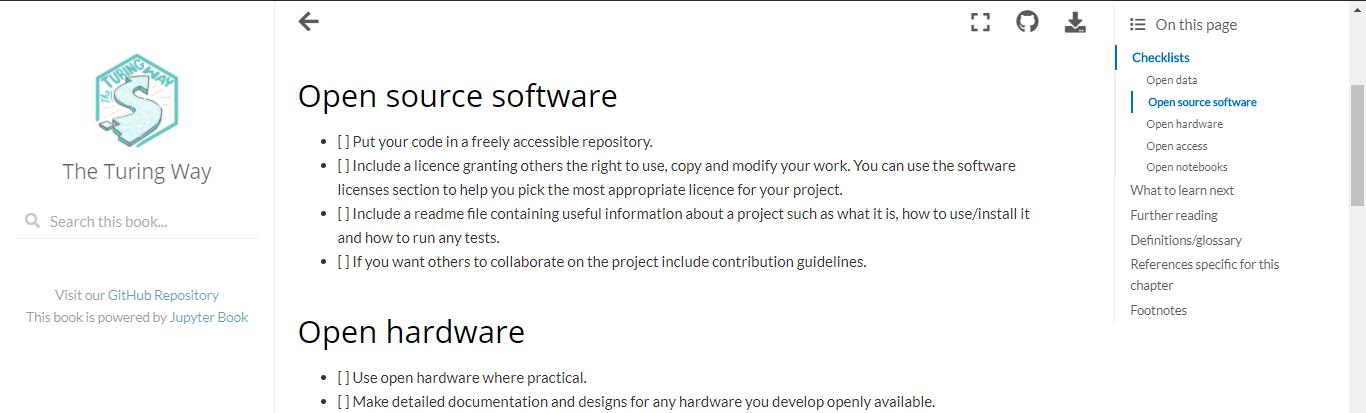 The TURING WAY
The Turing Way
Search this book...
Visit our GitHub Repository
This book is powered by Jupyter Book
Open source software
• [ ] Put your code in a freely accessible repository.
• [ ] Include a licence granting others the right to use, copy and modify your work. You can use the software
licenses section to help you pick the most appropriate licence for your project.
• [ ] Include a readme file containing useful information about a project such as what it is, how to use/install it
and how to run any tests.
• [ ] If you want others to collaborate on the project include contribution guidelines.
Open hardware
• [ ] Use open hardware where practical.
• [ ] Make detailed documentation and designs for any hardware you develop openly available.
On this page
Checklists
Open data
Open source software
Open hardware
Open access
Open notebooks
What to learn next
Further reading
Definitions/glossary
References specific for this
chapter
Footnotes